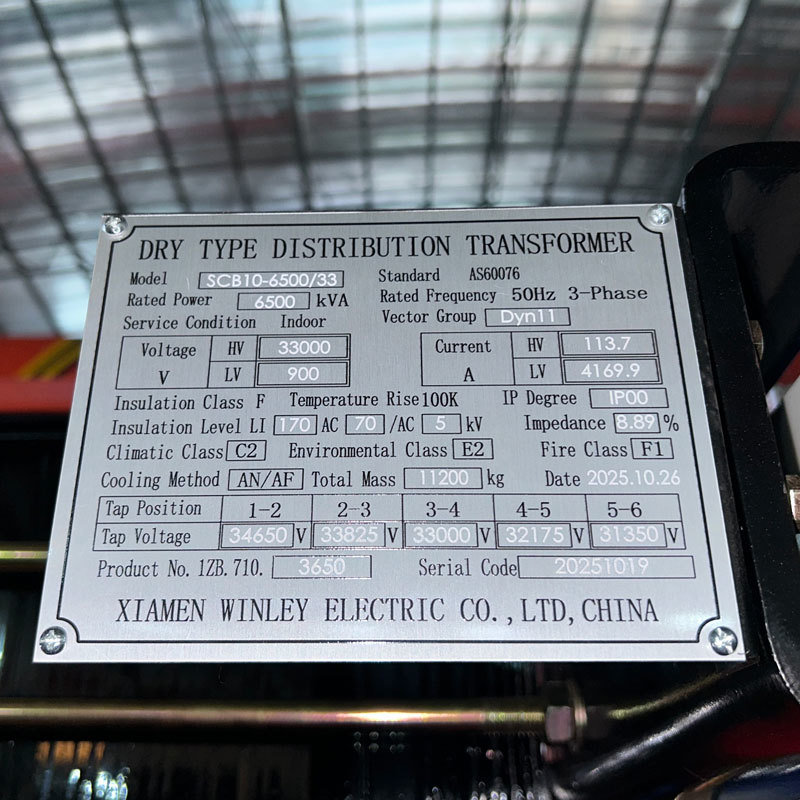 DRY TYPE DISTRIBUTION TRANSFORMER
Model SCB10-6500/33 Standard AS60076
Rated Power 6500 kVA Rated Frequency 50Hz 3-Phase
Service Condition Indoor Vector Group Dyn11
Voltage V HV 33000 Current A HV 113.7
LV 900 LV 4169.9
Insulation Class F Temperature Rise 100K IP Degree IP00
Insulation Level LI 170 AC 70 /AC 5 kV Impedance 8.89 %
Climatic Class C2 Environmental Class E2 Fire Class F1
Cooling Method AN/AF Total Mass 11200 kg Date 2025.10.26
Tap Position 1-2 2-3 3-4 4-5 5-6
Tap Voltage 34650 V 33825 V 33000 V 32175 V 31350 V
Product No. 1ZB.710. 3650 Serial Code 20251019
XIAMEN WINLEY ELECTRIC CO.,LTD,CHINA